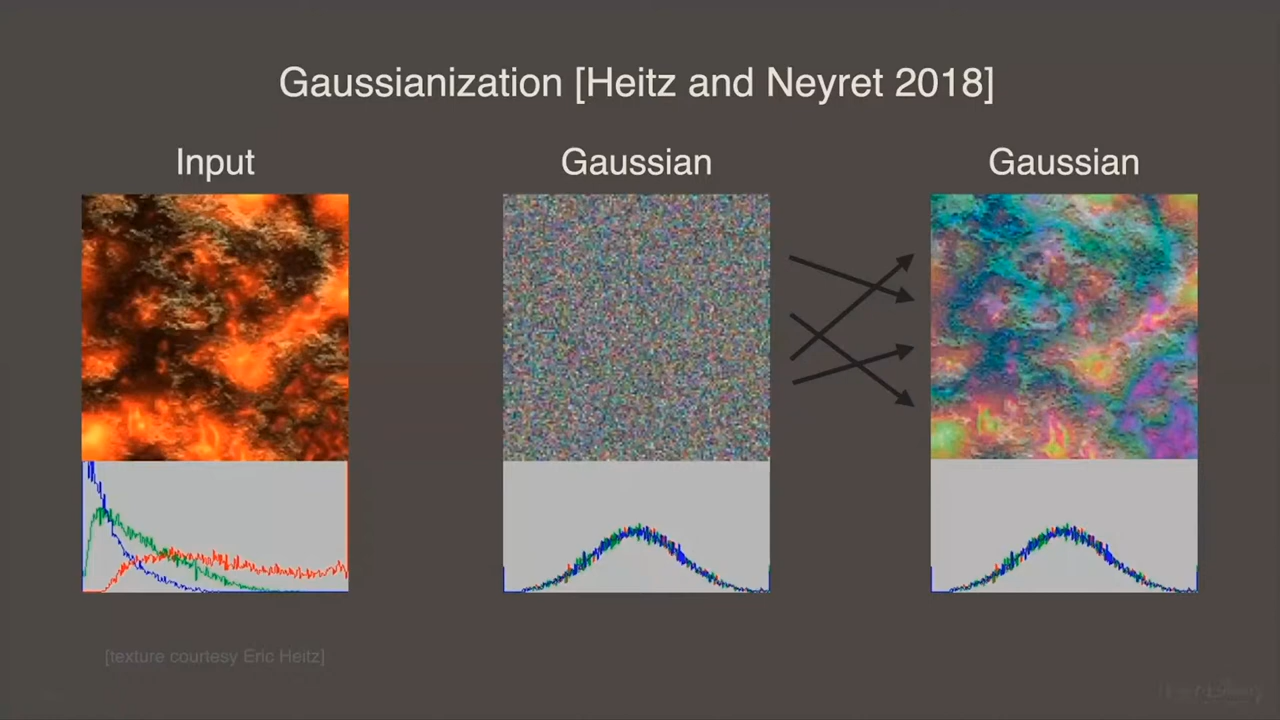 Gaussianization [Heitz and Neyret 2018]
Input
Gaussian
Gaussian
[texture courtesy Eric Heitz]